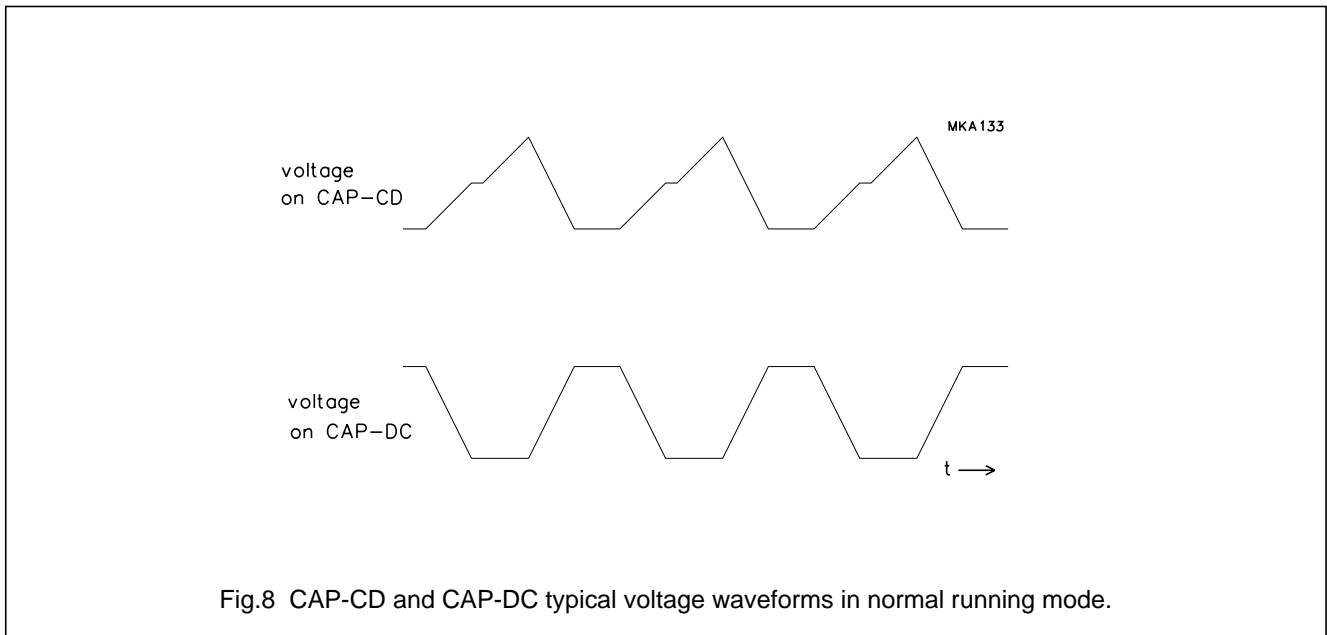 MKA133
voltage
on CAP-CD
voltage
on CAP-DC
t
Fig.8 CAP-CD and CAP-DC typical voltage waveforms in normal running mode.